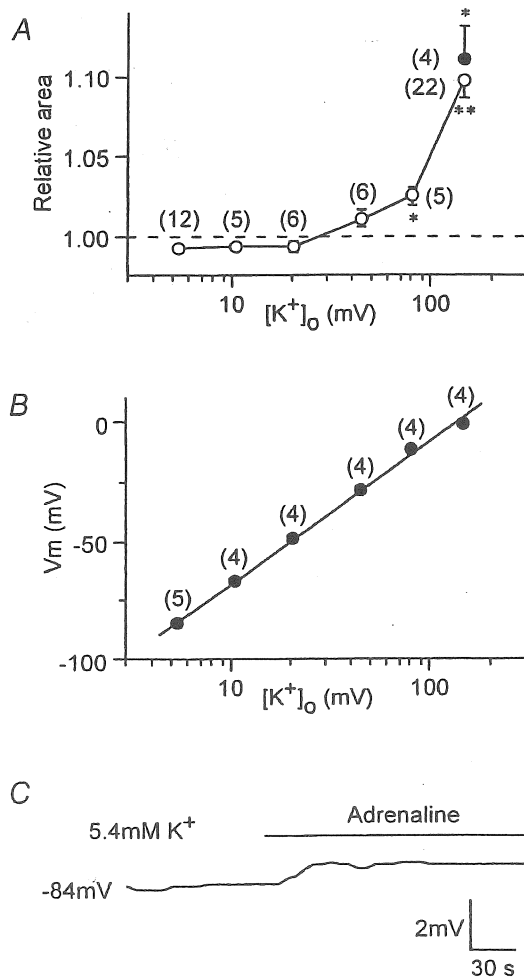 A
Relative area
1.10
1.05
1.00
(12)
(5)
(6)
(6)
(5)
*
(4)
(22)
**
*
10
100
[K+]o (mV)
B
Vm (mV)
0
-50
-100
(5)
(4)
(4)
(4)
(4)
(4)
10
100
[K+]o (mV)
C
5.4mM K+
Adrenaline
-84mV
2mV
30 s